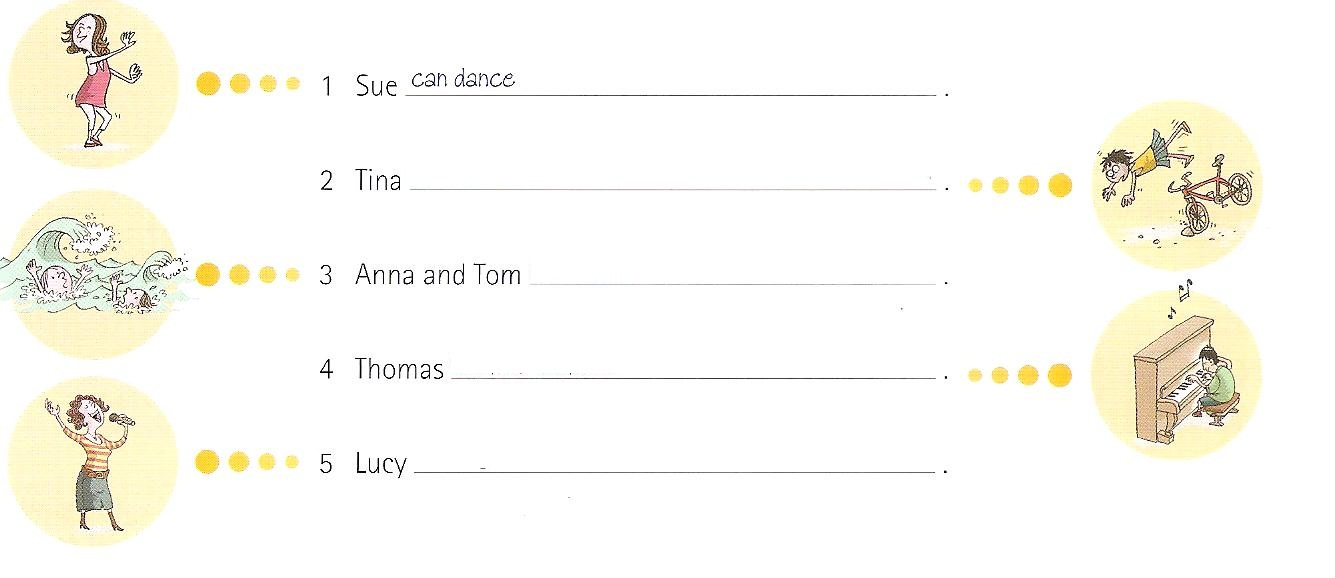 1 Sue can dance .
2 Tina .
3 Anna and Tom .
4 Thomas .
5 Lucy .